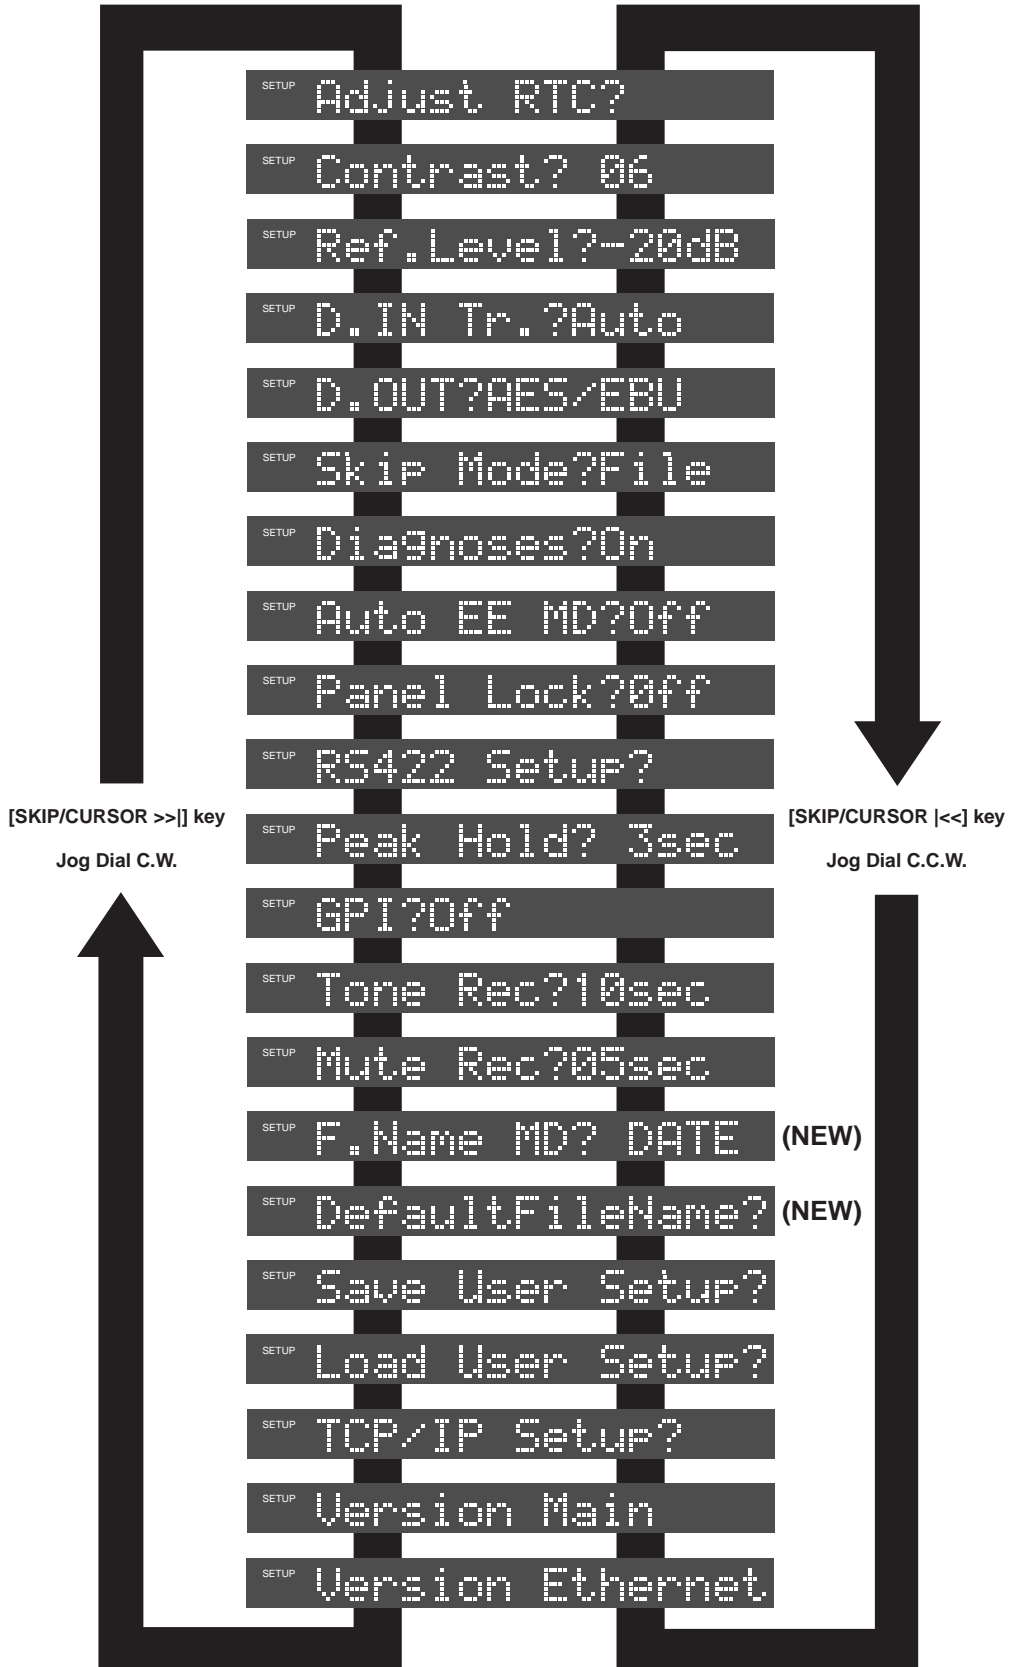 SETUP Adjust RTC?
SETUP Contrast? 06
SETUP Ref.Level?-20dB
SETUP D.IN Tr.?Auto
SETUP D.OUT?AES/EBU
SETUP Skip Mode?File
SETUP Diagnoses?On
SETUP Auto EE MD?Off
SETUP Panel Lock?0ff
SETUP RS422 Setup?
[SKIP/CURSOR >>|] key
Jog Dial C.W.
[SKIP/CURSOR |<<] key
Jog Dial C.C.W.
SETUP Peak Hold? 3sec
SETUP GPI?Off
SETUP Tone Rec?10sec
SETUP Mute Rec?05sec
SETUP F.Name MD? DATE (NEW)
SETUP DefaultFileName? (NEW)
SETUP Save User Setup?
SETUP Load User Setup?
SETUP TCP/IP Setup?
SETUP Version Main
SETUP Version Ethernet